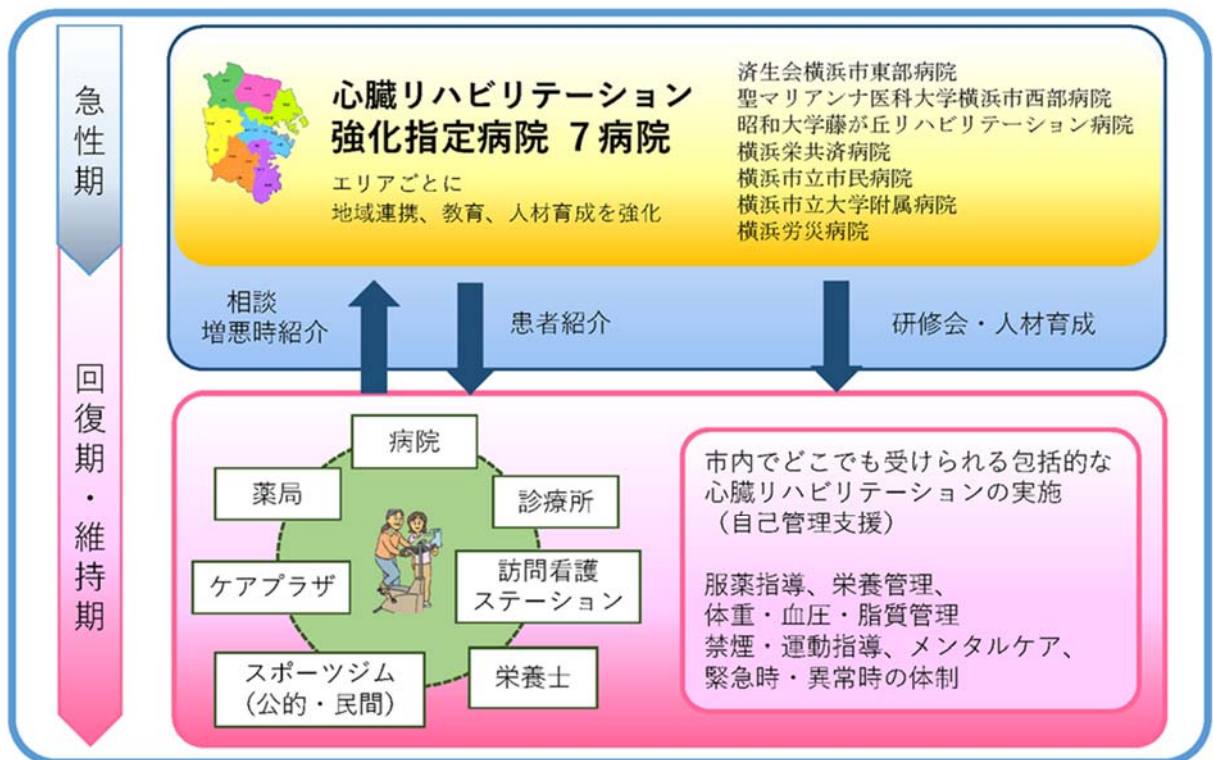 急性期
心臓リハビリテーション
強化指定病院 7病院
エリアごとに
地域連携、教育、人材育成を強化
済生会横浜市東部病院
聖マリアンナ医科大学横浜市西部病院
昭和大学藤が丘リハビリテーション病院
横浜栄共済病院
横浜市立市民病院
横浜市立大学附属病院
横浜労災病院
相談
増悪時紹介
患者紹介
研修会・人材育成
回復期・維持期
病院
薬局
診療所
ケアプラザ
訪問看護
ステーション
スポーツジム
(公的・民間)
栄養士
市内でどこでも受けられる包括的な
心臓リハビリテーションの実施
(自己管理支援)
服薬指導、栄養管理、
体重・血圧・脂質管理
禁煙・運動指導、メンタルケア、
緊急時・異常時の体制